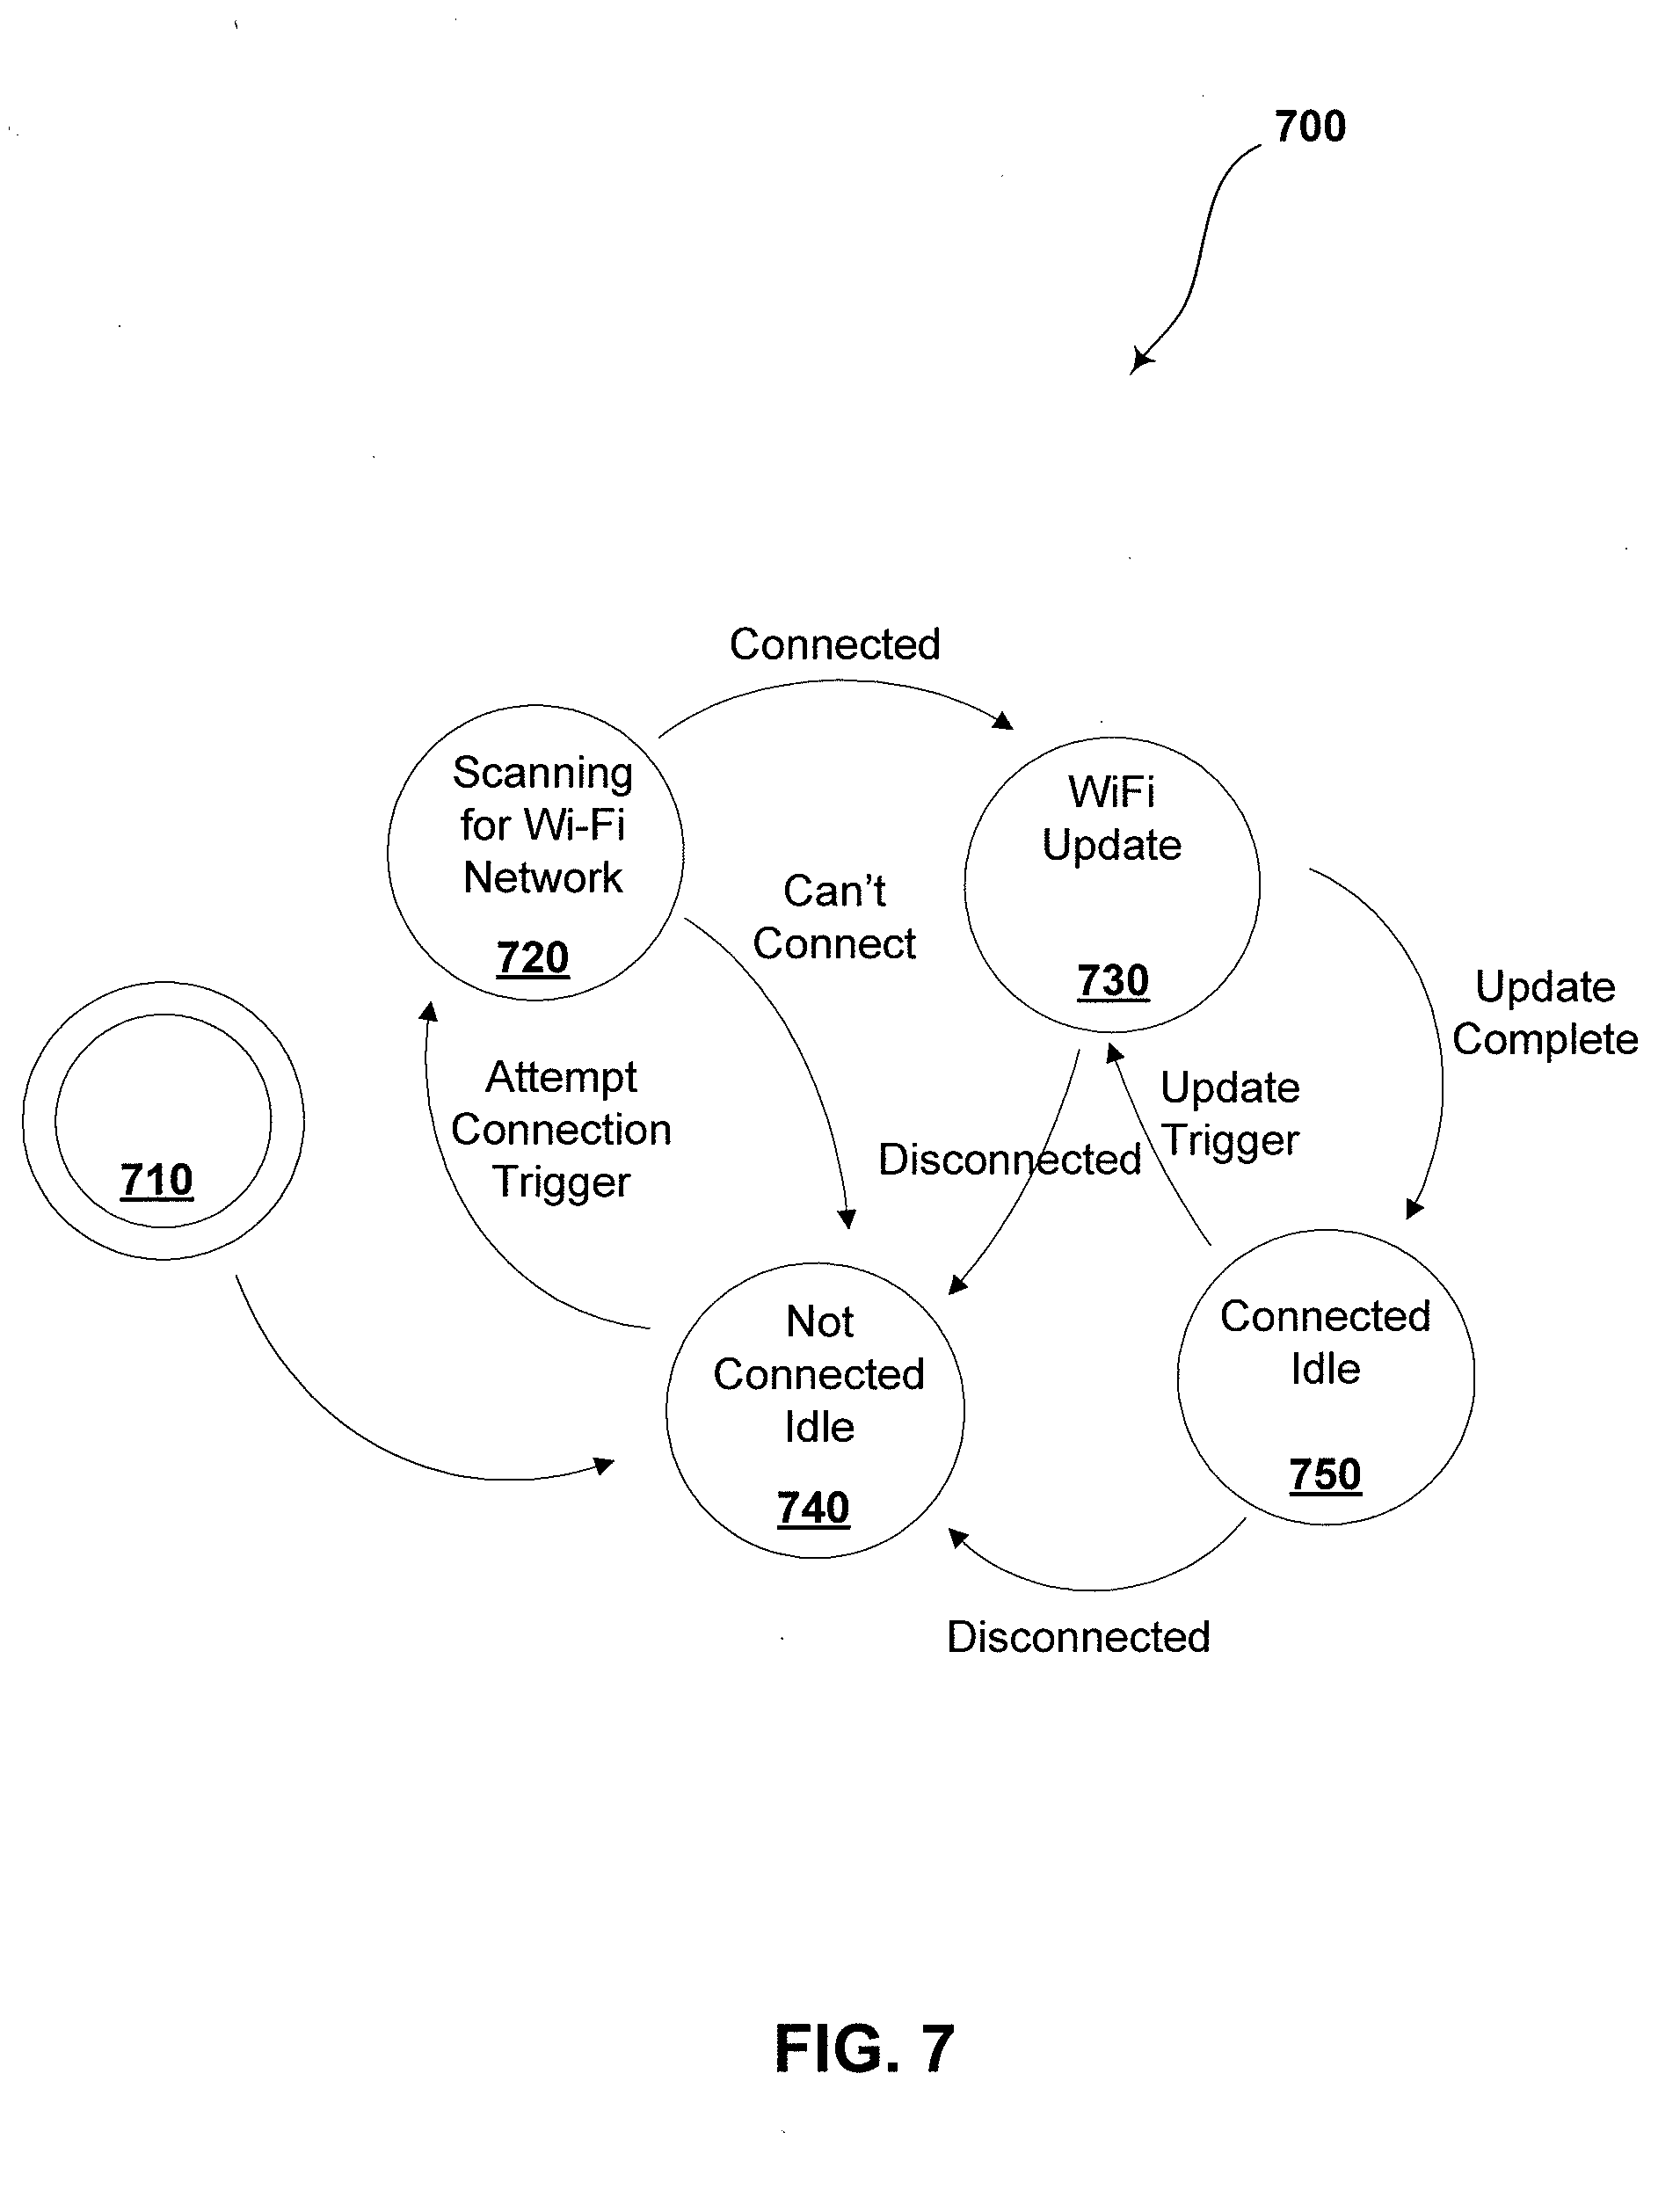 700
Connected
Scanning
for Wi-Fi
Network
720
WiFi
Update
730
Can't
Connect
Update
Complete
710
Attempt
Connection
Trigger
Disconnected
Update
Trigger
Not
Connected
Idle
740
Connected
Idle
750
Disconnected
FIG. 7